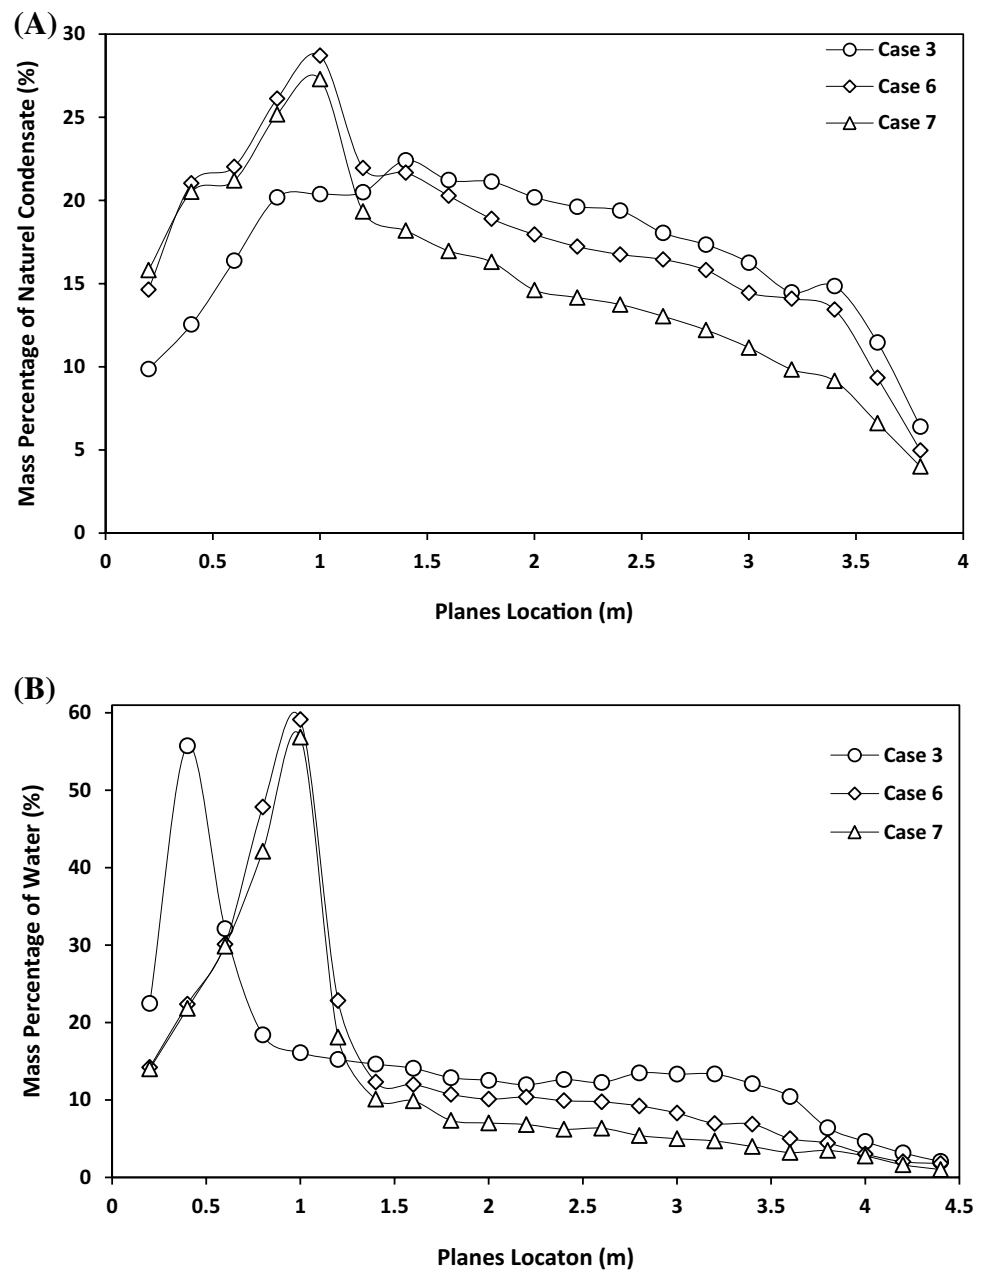 (A)
Mass Percentage of Naturel Condensate (%)
30
25
20
15
10
5
0
0 0.5 1 1.5 2 2.5 3 3.5 4
Planes Location (m)
Case 3
Case 6
Case 7
(B)
Mass Percentage of Water (%)
60
50
40
30
20
10
0
0 0.5 1 1.5 2 2.5 3 3.5 4 4.5
Planes Locaton (m)
Case 3
Case 6
Case 7